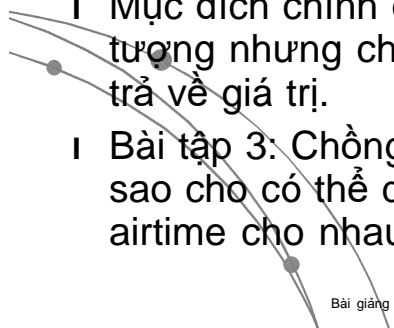 Mục đích chính
tượng nhưng ch
trả về giá trị.
Bài tập 3: Chồng
sao cho có thể
airtime cho nhau
Bài giảng